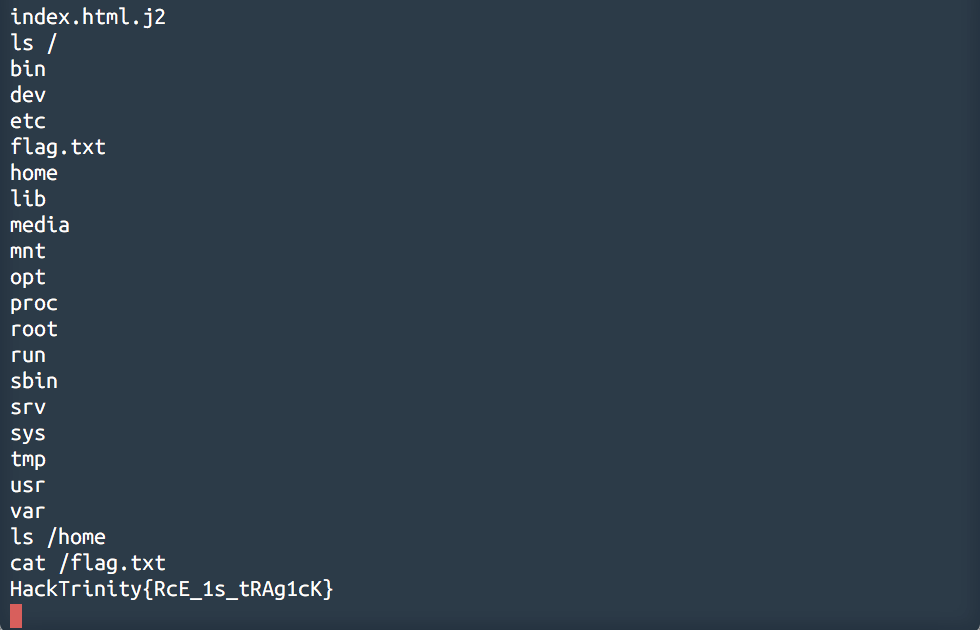 index.html.j2
ls /
bin
dev
etc
flag.txt
home
lib
media
mnt
opt
proc
root
run
sbin
srv
sys
tmp
usr
var
ls /home
cat /flag.txt
HackTrinity{RcE_1s_tRAg1cK}